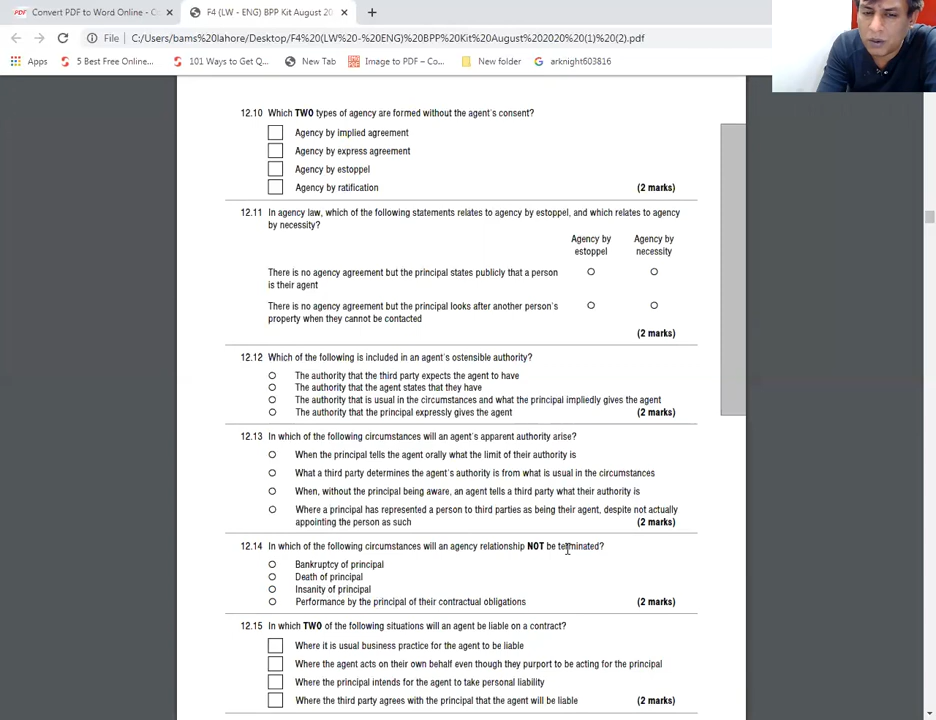 Convert PDF to Word Online - Co
F4 (LW - ENG) BPP Kit August 20
File
C:/Users/bams%20lahore/Desktop/F4%20(LW%20-%20ENG)%20BPP%20Kit%20August%202020%20(1)%20(2).pdf
Apps
5 Best Free Online...
101 Ways to Get Q...
New Tab
Image to PDF – Co...
New folder
arknight603816
12.10 Which TWO types of agency are formed without the agent's consent?
Agency by implied agreement
Agency by express agreement
Agency by estoppel
Agency by ratification (2 marks)
12.11 In agency law, which of the following statements relates to agency by estoppel, and which relates to agency
by necessity?
Agency by Agency by
estoppel necessity
There is no agency agreement but the principal states publicly that a person
is their agent
There is no agency agreement but the principal looks after another person's
property when they cannot be contacted
(2 marks)
12.12 Which of the following is included in an agent's ostensible authority?
The authority that the third party expects the agent to have
The authority that the agent states that they have
The authority that is usual in the circumstances and what the principal impliedly gives the agent
The authority that the principal expressly gives the agent (2 marks)
12.13 In which of the following circumstances will an agent's apparent authority arise?
When the principal tells the agent orally what the limit of their authority is
What a third party determines the agent's authority is from what is usual in the circumstances
When, without the principal being aware, an agent tells a third party what their authority is
Where a principal has represented a person to third parties as being their agent, despite not actually
appointing the person as such (2 marks)
12.14 In which of the following circumstances will an agency relationship NOT be terminated?
Bankruptcy of principal
Death of principal
Insanity of principal
Performance by the principal of their contractual obligations (2 marks)
12.15 In which TWO of the following situations will an agent be liable on a contract?
Where it is usual business practice for the agent to be liable
Where the agent acts on their own behalf even though they purport to be acting for the principal
Where the principal intends for the agent to take personal liability
Where the third party agrees with the principal that the agent will be liable (2 marks)